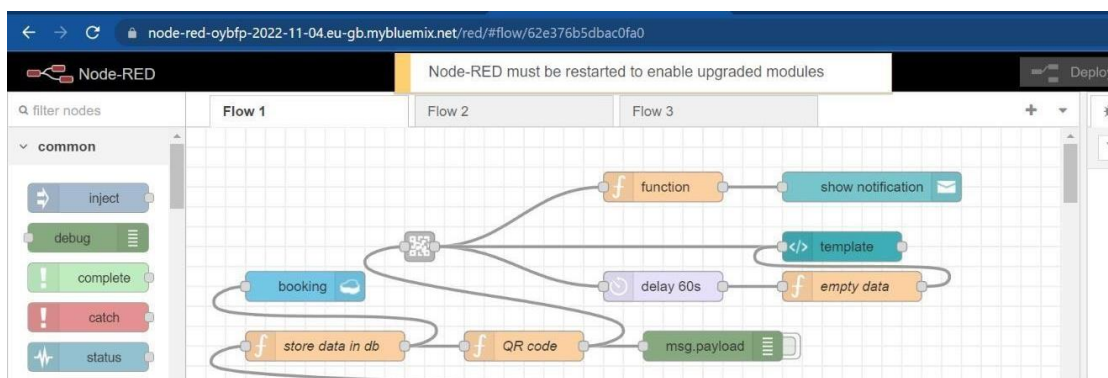 node-red-oybfp-2022-11-04.eu-gb.mybluemix.net/red/#flow/62e376b5dbac0fa0
Node-RED
Node-RED must be restarted to enable upgraded modules
filter nodes
Flow 1
Flow 2
Flow 3
common
inject
debug
complete
catch
status
function
show notification
template
booking
delay 60s
empty data
store data in db
QR code
msg.payload